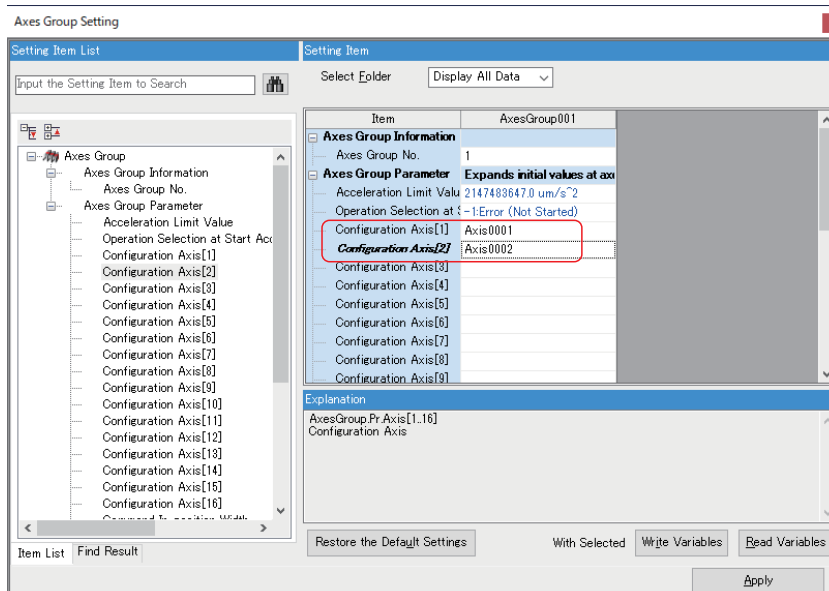 Axes Group Setting
Setting Item List
Input the Setting Item to Search
Axes Group
Axes Group Information
Axes Group No.
Axes Group Parameter
Acceleration Limit Value
Operation Selection at Start Acc
Configuration Axis[1]
Configuration Axis[2]
Configuration Axis[3]
Configuration Axis[4]
Configuration Axis[5]
Configuration Axis[6]
Configuration Axis[7]
Configuration Axis[8]
Configuration Axis[9]
Configuration Axis[10]
Configuration Axis[11]
Configuration Axis[12]
Configuration Axis[13]
Configuration Axis[14]
Configuration Axis[15]
Configuration Axis[16]
Item List Find Result
Setting Item
Select Folder Display All Data
Item AxesGroup001
Axes Group Information
Axes Group No. 1
Axes Group Parameter Expands initial values at axe
Acceleration Limit Valu 2147483647.0 um/s^2
Operation Selection at -1:Error (Not Started)
Configuration Axis[1] Axis0001
Configuration Axis[2] Axis0002
Configuration Axis[3]
Configuration Axis[4]
Configuration Axis[5]
Configuration Axis[6]
Configuration Axis[7]
Configuration Axis[8]
Configuration Axis[9]
Explanation
AxesGroup.Pr.Axis[1..16]
Configuration Axis
Restore the Default Settings With Selected Write Variables Read Variables
Apply